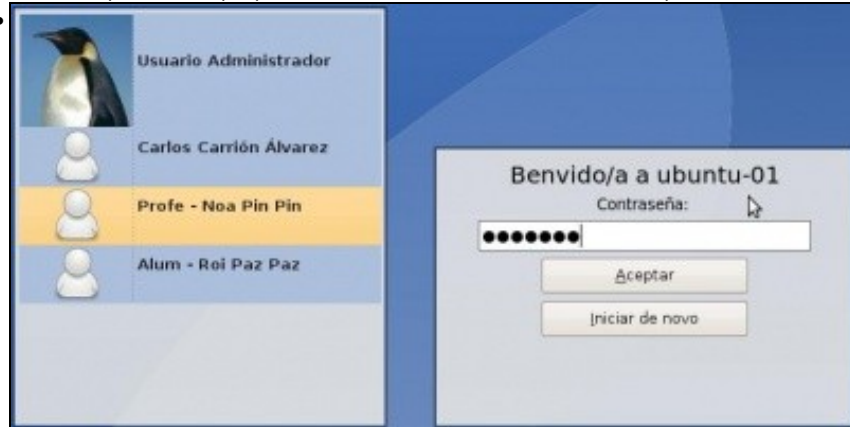 Usuario Administrador
Carlos Carrión Álvarez
Profe - Noa Pin Pin
Alum - Roi Paz Paz
Benvido/a a ubuntu-01
Contraseña:
●●●●●●●
Aceptar
Iniciar de novo